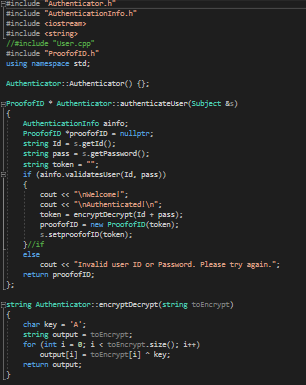 #include "Authenticator.h"
#include "AuthenticationInfo.h"
#include <iostream>
#include <string>
//#include "User.cpp"
#include "ProofofID.h"
using namespace std;
Authenticator::Authenticator() {};
ProofofID * Authenticator::authenticateUser(Subject &s)
{
AuthenticationInfo ainfo;
ProofofID *proofofID = nullptr;
string Id = s.getId();
string pass = s.getPassword();
string token = "";
if (ainfo.validatesUser(Id, pass))
{
cout << "\nWelcome!";
cout << "\nAuthenticated!\n";
token = encryptDecrypt(Id + pass);
proofofID = new ProofofID(token);
s.setproofofID(token);
}//if
else
cout << "Invalid user ID or Password. Please try again.";
return proofofID;
};
string Authenticator::encryptDecrypt(string toEncrypt)
{
char key = 'A';
string output = toEncrypt;
for (int i = 0; i < toEncrypt.size(); i++)
output[i] = toEncrypt[i] ^ key;
return output;
}